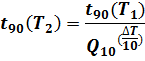 t₉₀(T₂) = t₉₀(T₁) / Q₁₀^(ΔT/10)